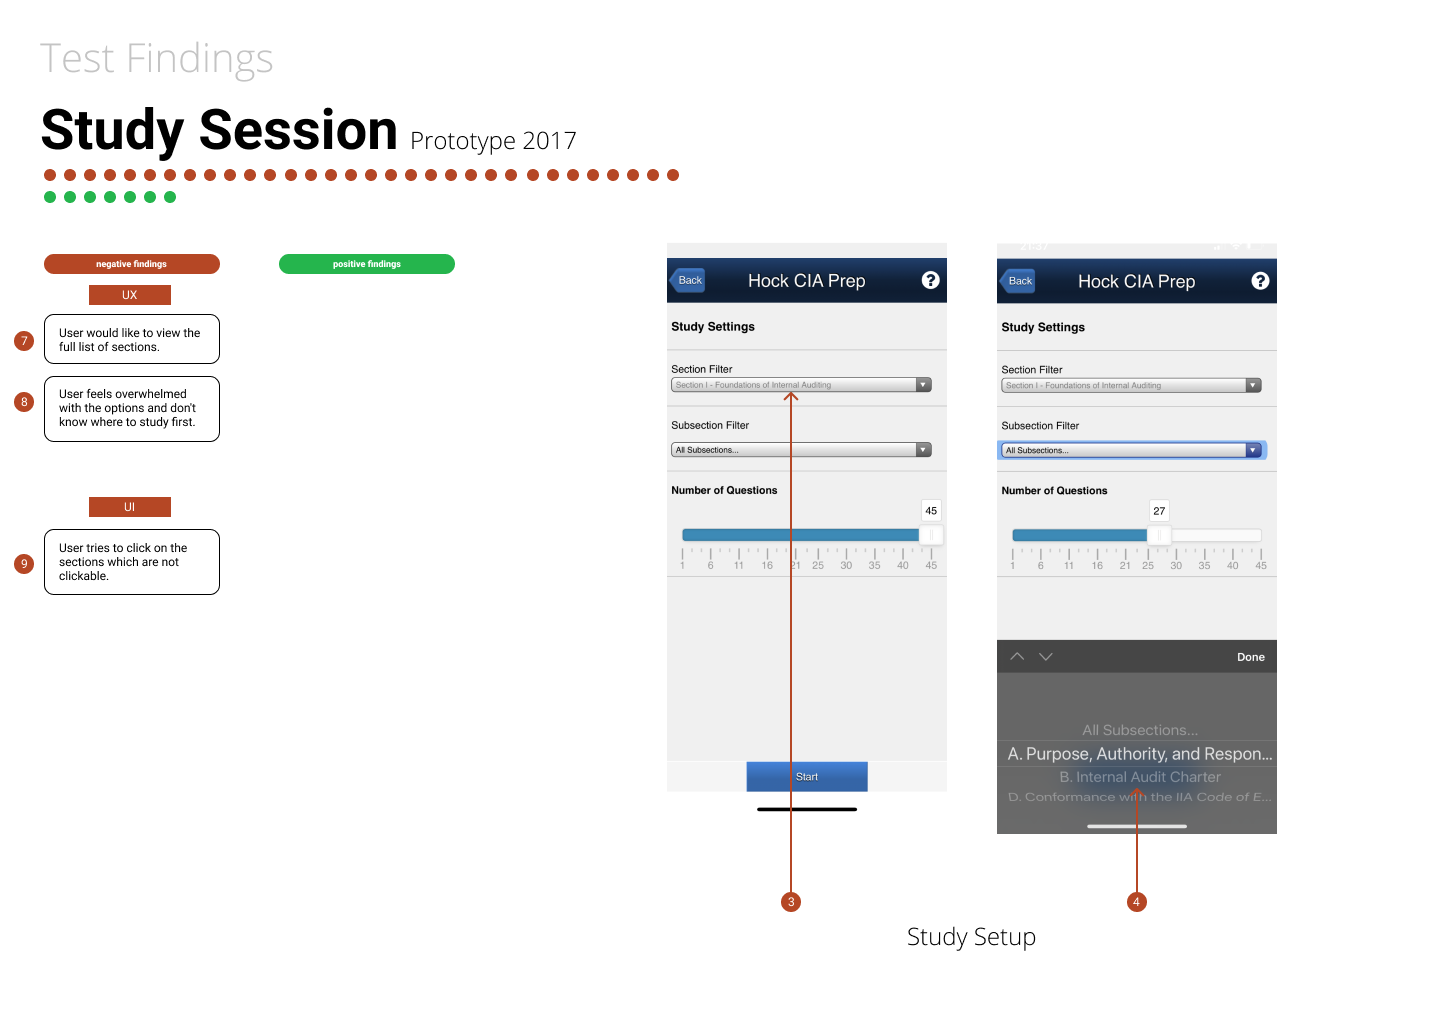 Test Findings
Study Session Prototype 2017
negative findings
positive findings
UX
7
User would like to view the
full list of sections.
8
User feels overwhelmed
with the options and don't
know where to study first.
UI
9
User tries to click on the
sections which are not
clickable.
Back
Hock CIA Prep
?
Study Settings
Section Filter
Section I - Foundations of Internal Auditing
Subsection Filter
All Subsections...
Number of Questions
45
1 6 11 16 21 25 30 35 40 45
Start
3
21:37
Back
Hock CIA Prep
?
Study Settings
Section Filter
Section I - Foundations of Internal Auditing
Subsection Filter
All Subsections...
Number of Questions
27
1 6 11 16 21 25 30 35 40 45
Done
All Subsections...
A. Purpose, Authority, and Respon...
B. Internal Audit Charter
D. Conformance with the IIA Code of E...
4
Study Setup